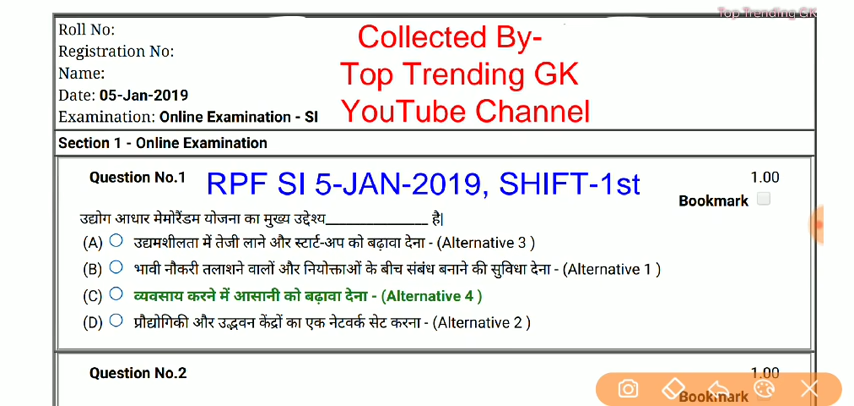 Top Trending GK
Roll No:
Registration No:
Name:
Date: 05-Jan-2019
Examination: Online Examination - SI
Collected By-
Top Trending GK
YouTube Channel
Section 1 - Online Examination
Question No.1
RPF SI 5-JAN-2019, SHIFT-1st
1.00
Bookmark
उद्योग आधार मेमोरैंडम योजना का मुख्य उद्देश्य______________ है|
(A) उद्यमशीलता में तेजी लाने और स्टार्ट-अप को बढ़ावा देना - (Alternative 3 )
(B) भावी नौकरी तलाशने वालों और नियोक्ताओं के बीच संबंध बनाने की सुविधा देना - (Alternative 1 )
(C) व्यवसाय करने में आसानी को बढ़ावा देना - (Alternative 4 )
(D) प्रौद्योगिकी और उद्भवन केंद्रों का एक नेटवर्क सेट करना - (Alternative 2 )
Question No.2
1.00
Bookmark